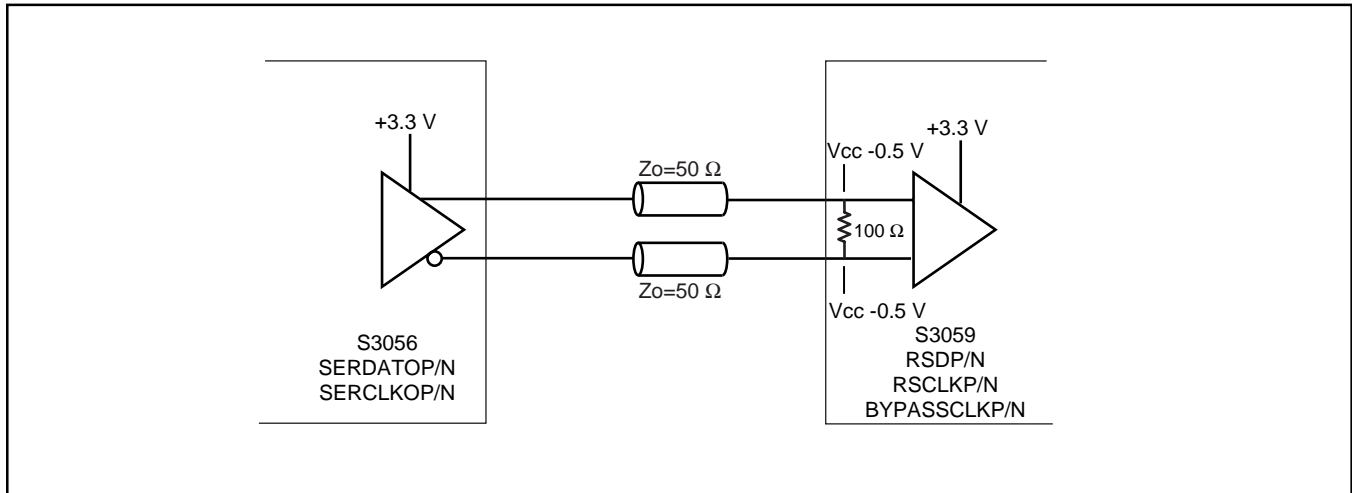 +3.3 V
+3.3 V
Vcc -0.5 V
Zo=50 Ω
100 Ω
Zo=50 Ω
Vcc -0.5 V
S3056
SERDATOP/N
SERCLKOP/N
S3059
RSDP/N
RSCLKP/N
BYPASSCLKP/N